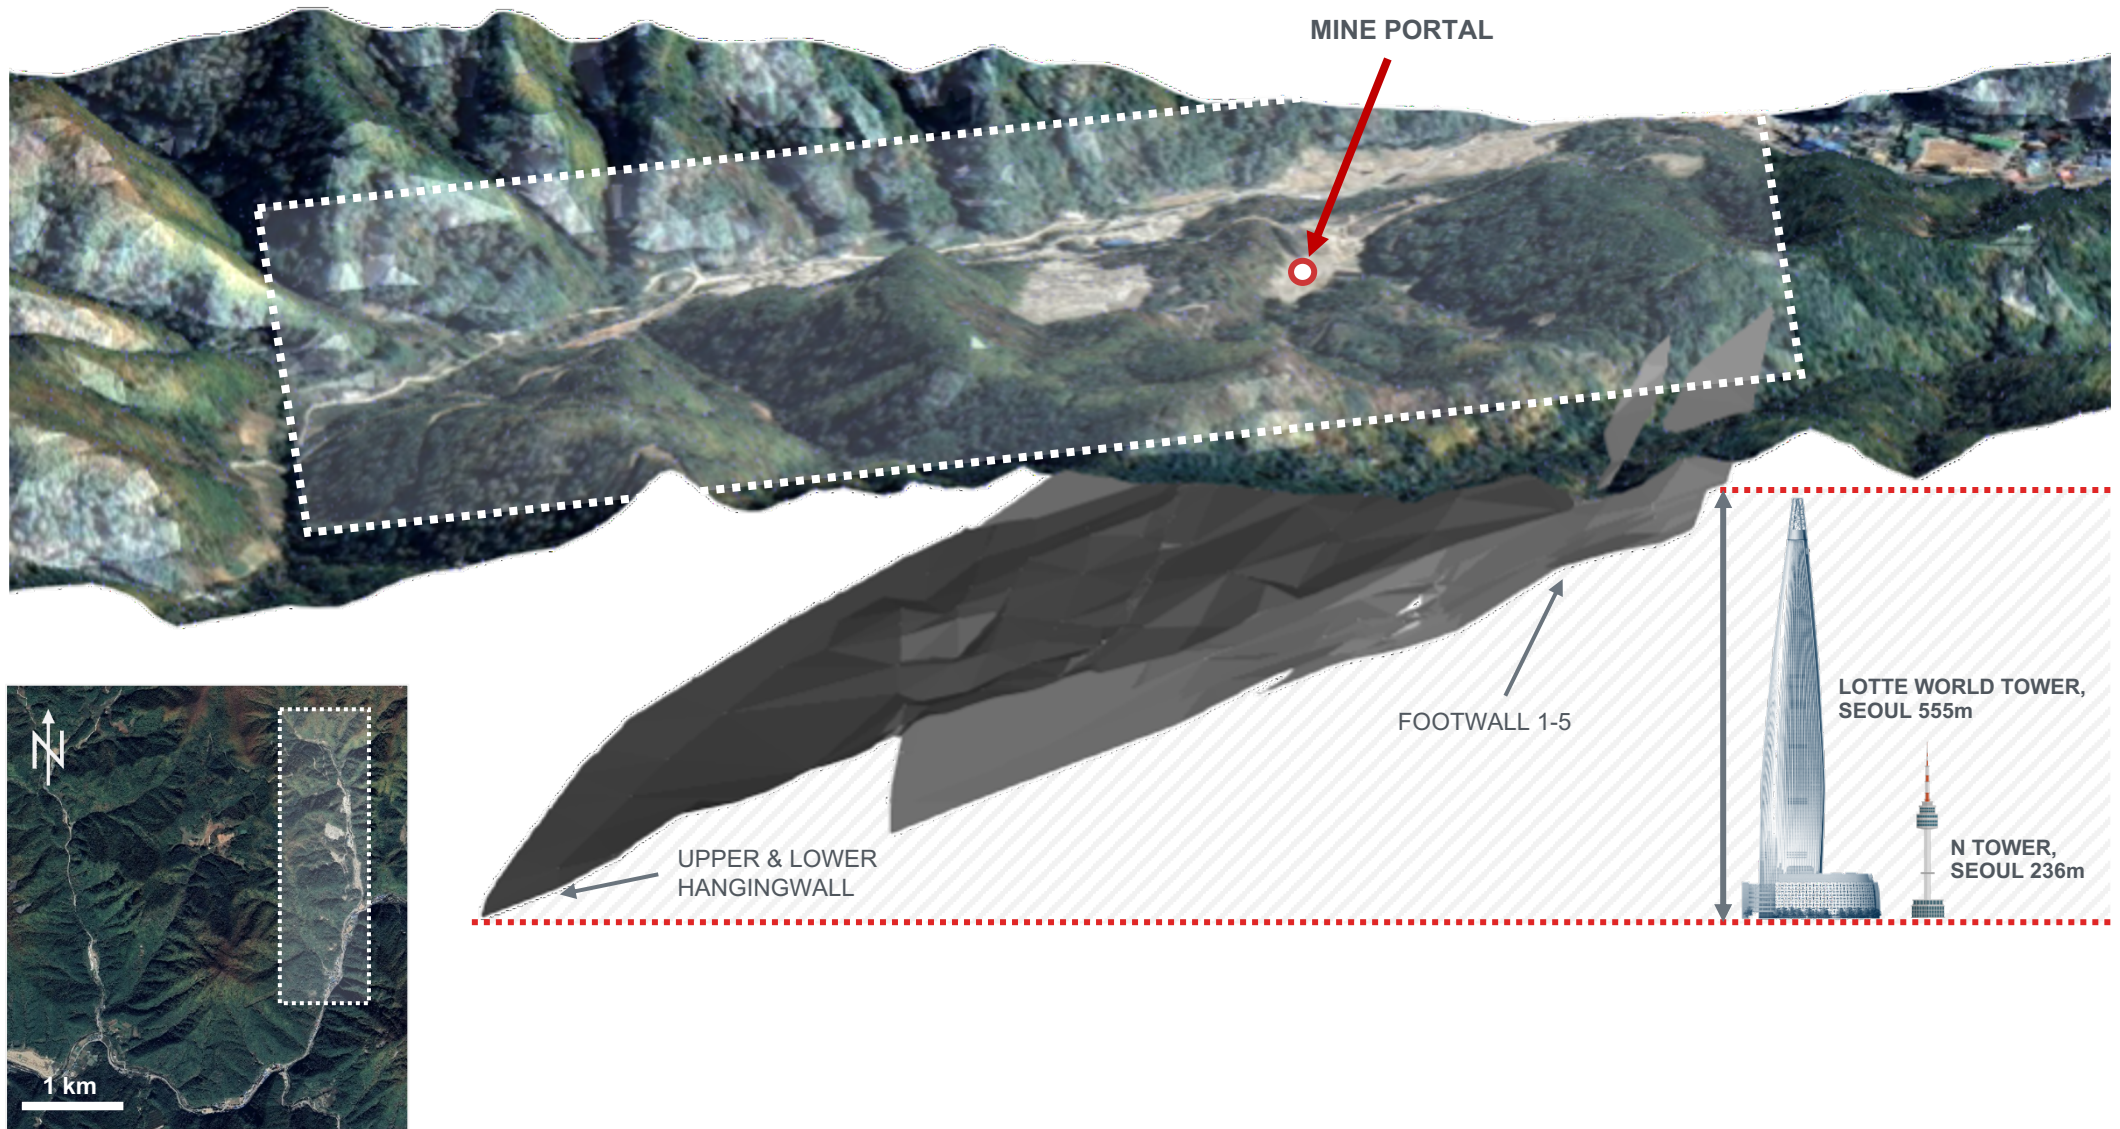 MINE PORTAL
LOTTE WORLD TOWER,
SEOUL 555m
FOOTWALL 1-5
N TOWER,
SEOUL 236m
UPPER & LOWER
HANGINGWALL
N
1 km